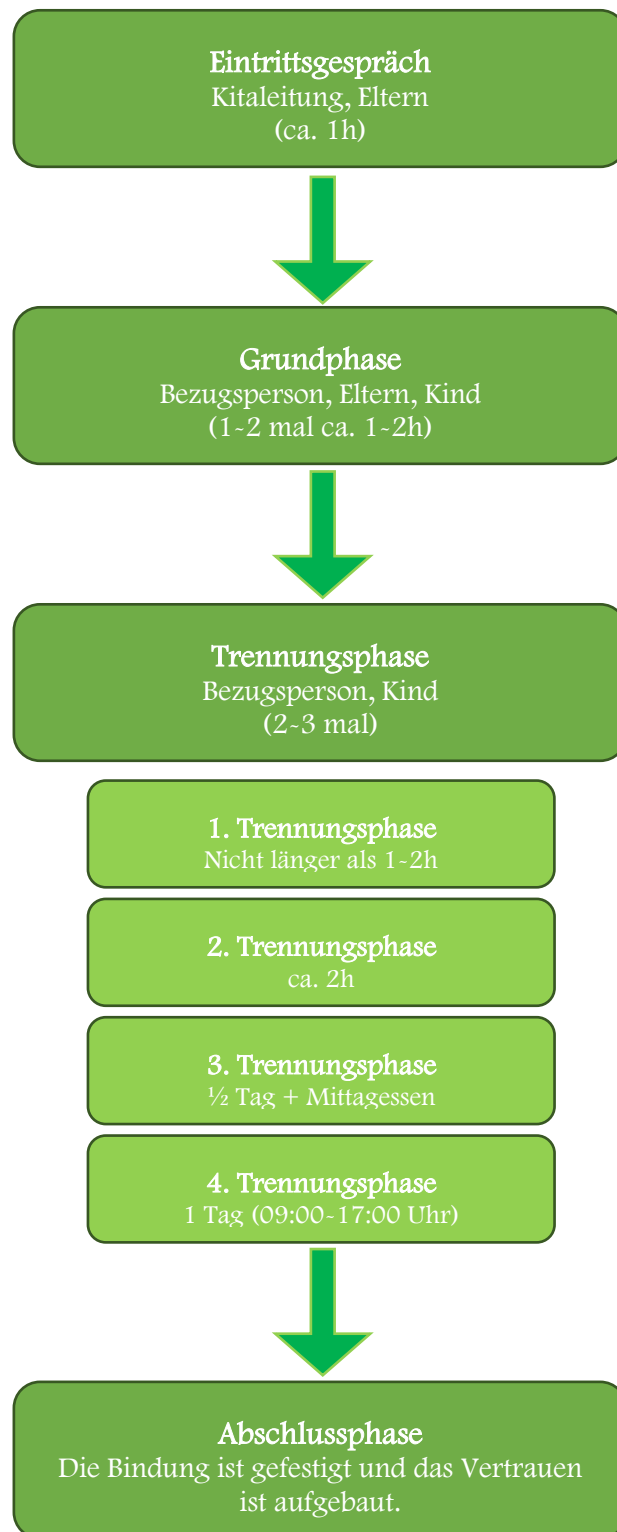 Eintrittsgespräch
Kitaleitung, Eltern
(ca. 1h)
Grundphase
Bezugsperson, Eltern, Kind
(1-2 mal ca. 1-2h)
Trennungsphase
Bezugsperson, Kind
(2-3 mal)
1. Trennungsphase
Nicht länger als 1-2h
2. Trennungsphase
ca. 2h
3. Trennungsphase
½ Tag + Mittagessen
4. Trennungsphase
1 Tag (09:00-17:00 Uhr)
Abschlussphase
Die Bindung ist gefestigt und das Vertrauen
ist aufgebaut.